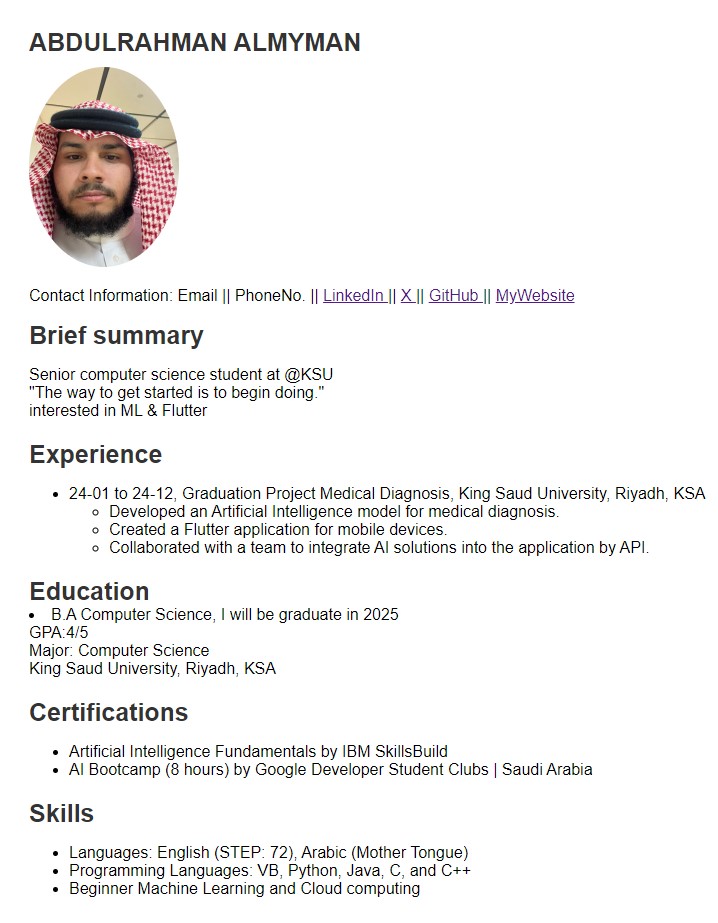 ABDULRAHMAN ALMYMAN
Contact Information: Email || PhoneNo. || LinkedIn || X || GitHub || MyWebsite
Brief summary
Senior computer science student at @KSU
"The way to get started is to begin doing."
interested in ML & Flutter
Experience
• 24-01 to 24-12, Graduation Project Medical Diagnosis, King Saud University, Riyadh, KSA
◦ Developed an Artificial Intelligence model for medical diagnosis.
◦ Created a Flutter application for mobile devices.
◦ Collaborated with a team to integrate AI solutions into the application by API.
Education
• B.A Computer Science, I will be graduate in 2025
GPA:4/5
Major: Computer Science
King Saud University, Riyadh, KSA
Certifications
• Artificial Intelligence Fundamentals by IBM SkillsBuild
• AI Bootcamp (8 hours) by Google Developer Student Clubs | Saudi Arabia
Skills
• Languages: English (STEP: 72), Arabic (Mother Tongue)
• Programming Languages: VB, Python, Java, C, and C++
• Beginner Machine Learning and Cloud computing